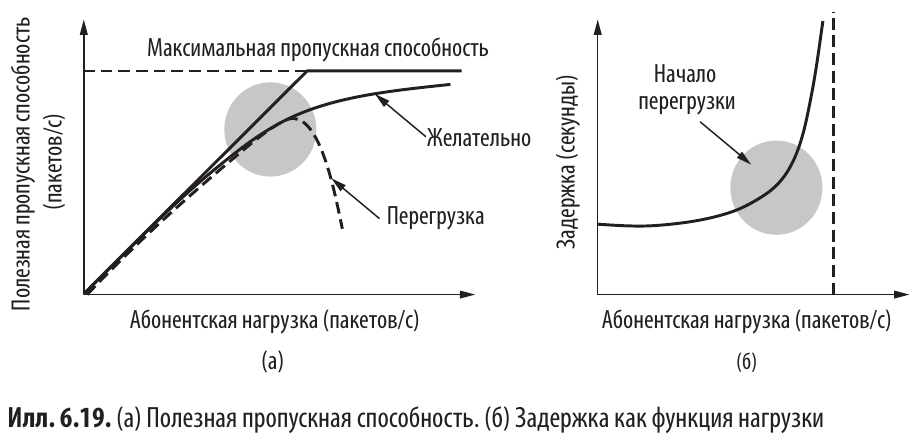 Полезная пропускная способность
(пакетов/с)
Максимальная пропускная способность
Желательно
Перегрузка
Абонентская нагрузка (пакетов/с)
(а)
Задержка (секунды)
Начало
перегрузки
Абонентская нагрузка (пакетов/с)
(б)
Илл. 6.19. (а) Полезная пропускная способность. (б) Задержка как функция нагрузки